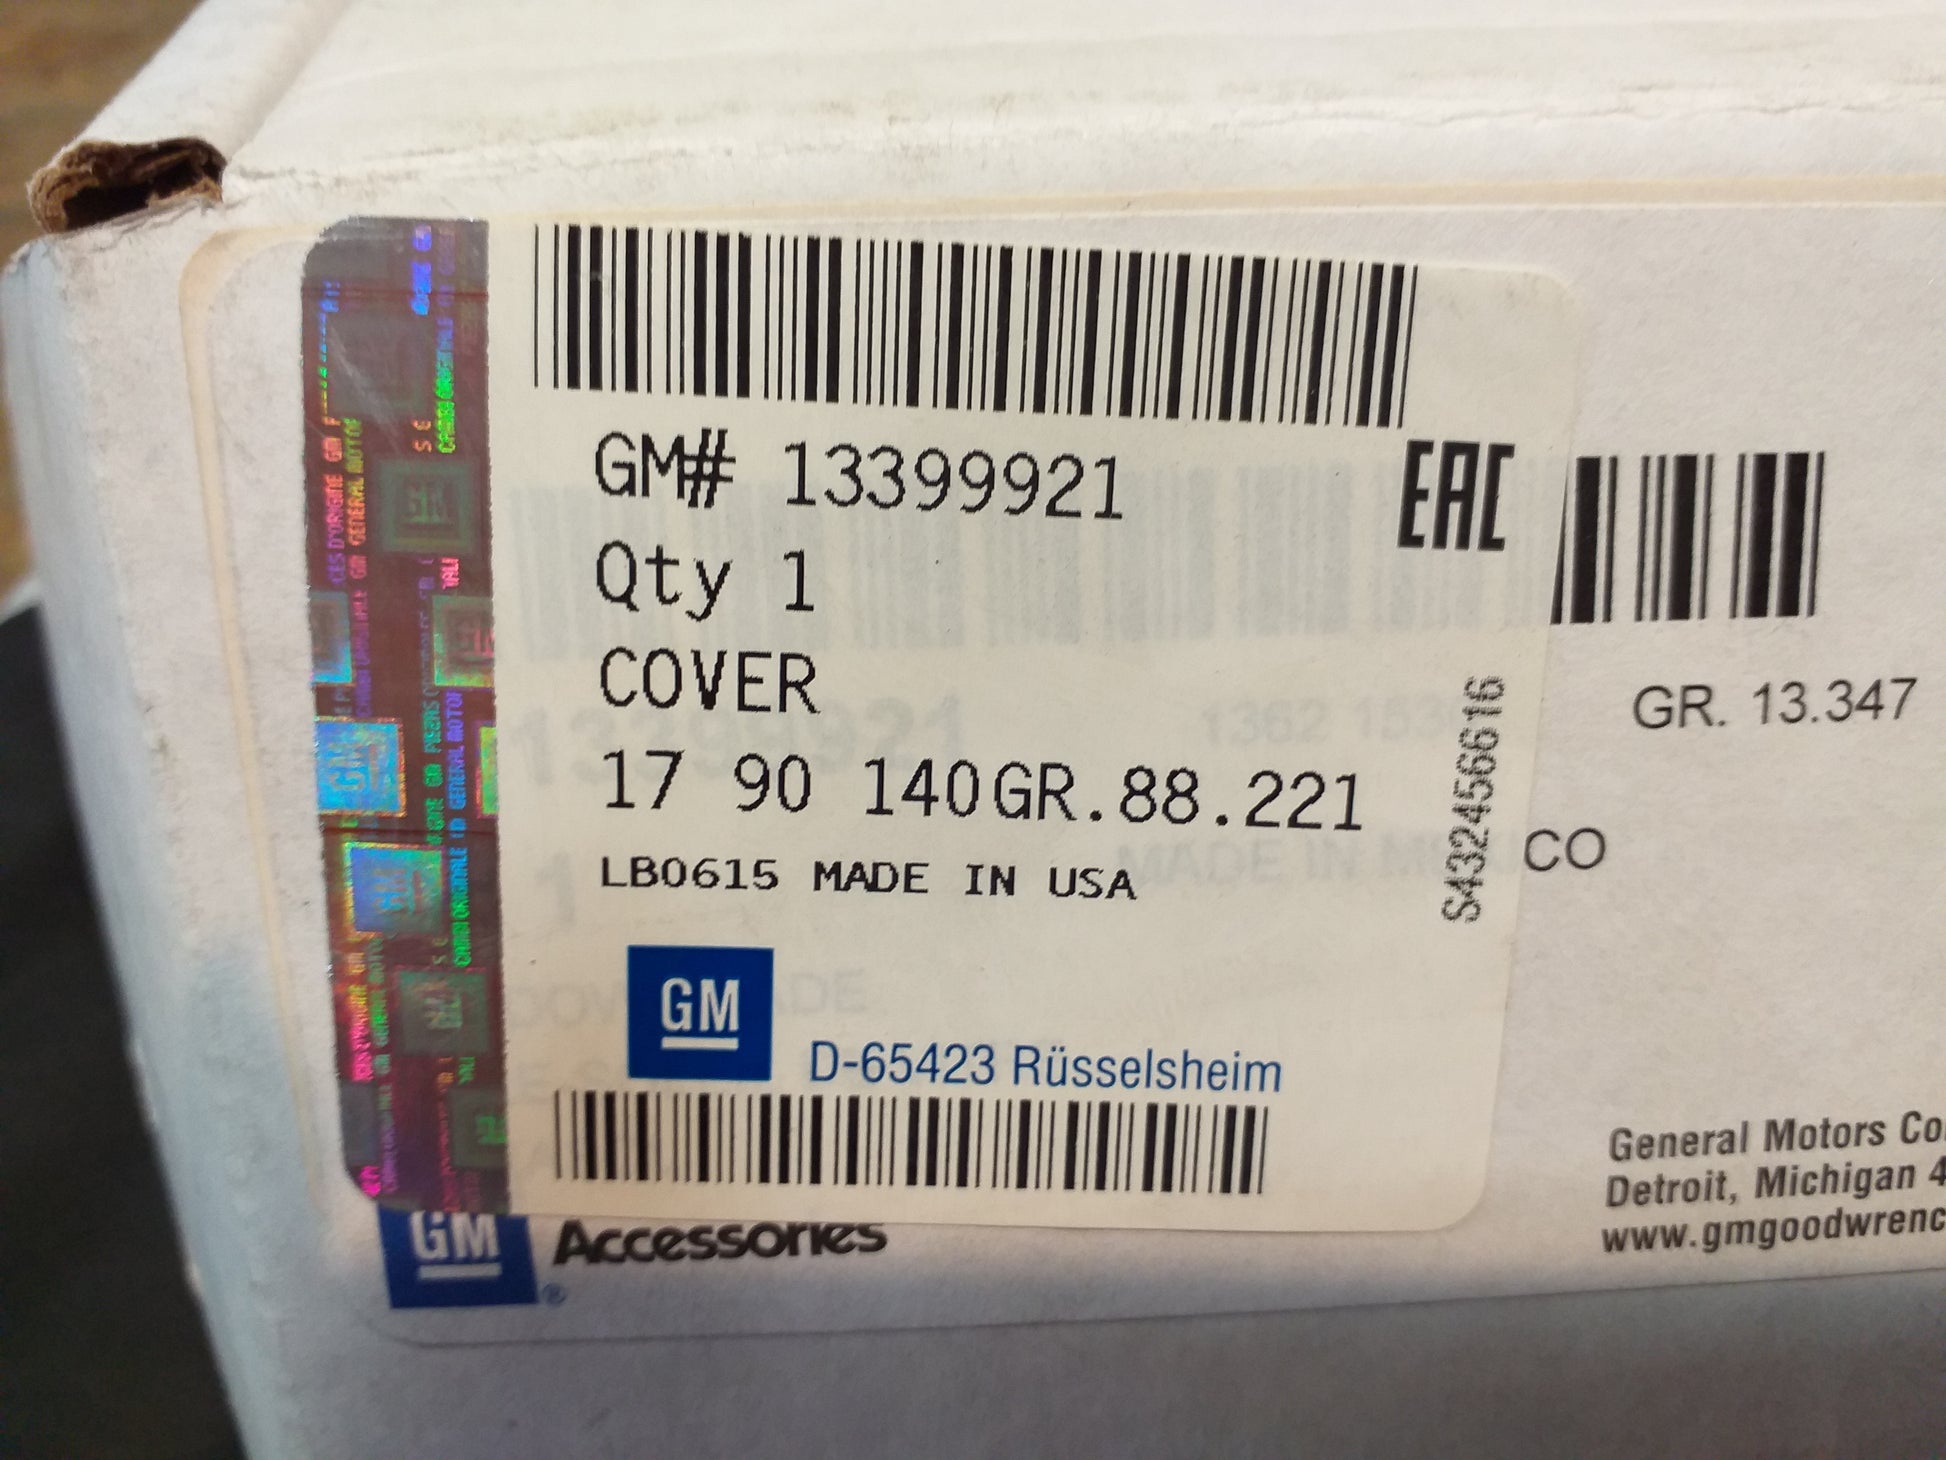 GM# 13399921
EAC
Qty 1
COVER
GR. 13.347
17 90 140GR.88.221
S432456616
LB0615 MADE IN USA
CO
GM
D-65423 Rüsselsheim
General Motors Co
Detroit, Michigan 4
www.gmgoodwrenc
GM
®
Accessories